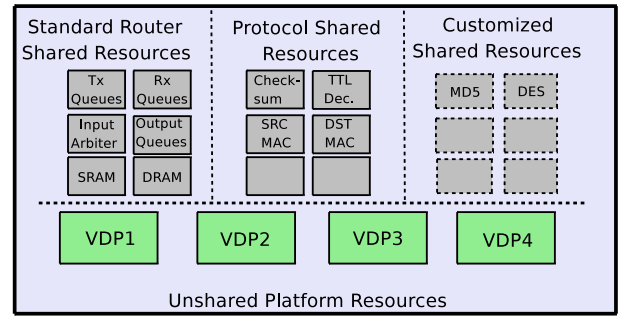 Standard Router
Shared Resources
Tx
Queues
Rx
Queues
Input
Arbiter
Output
Queues
SRAM
DRAM
Protocol Shared
Resources
Check-
sum
TTL
Dec.
SRC
MAC
DST
MAC
Customized
Shared Resources
MD5
DES
VDP1
VDP2
VDP3
VDP4
Unshared Platform Resources